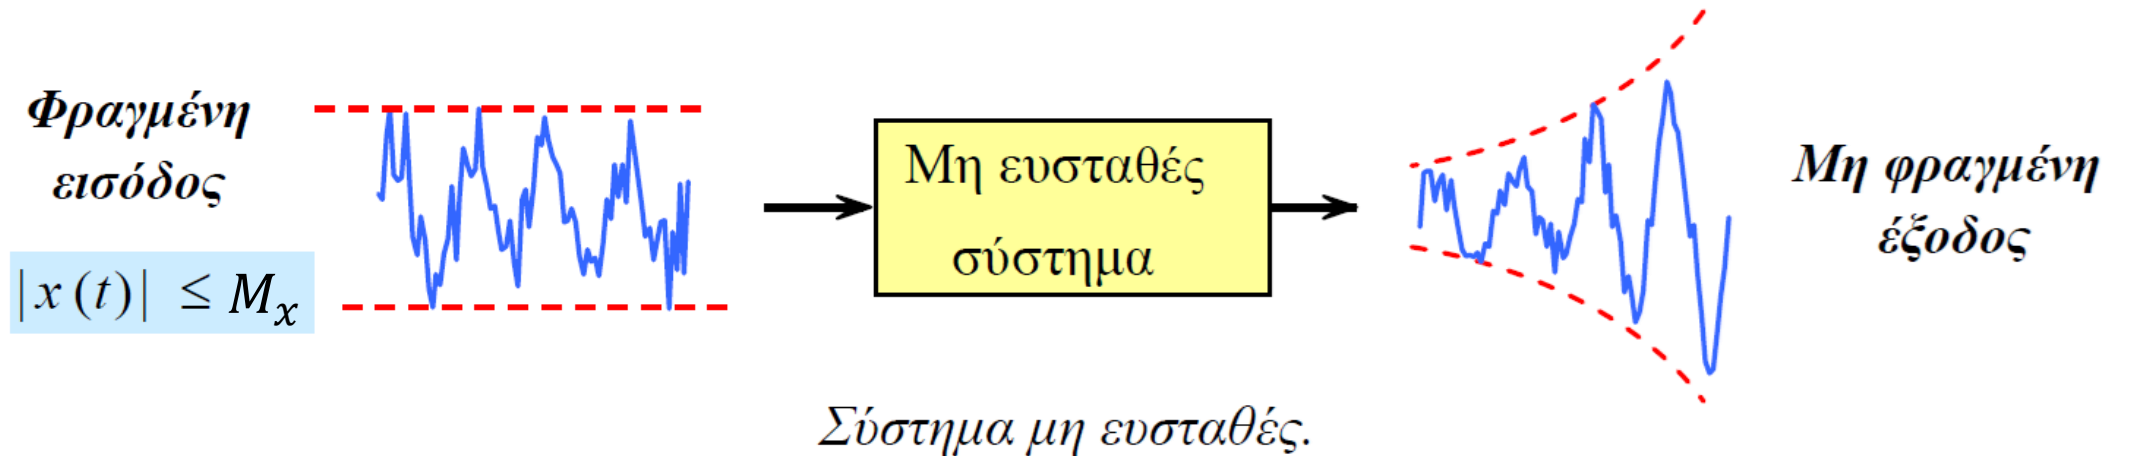 Φραγμένη
εισόδος
|x(t)| ≤ Mₓ
Μη ευσταθές
σύστημα
Μη φραγμένη
έξοδος
Σύστημα μη ευσταθές.